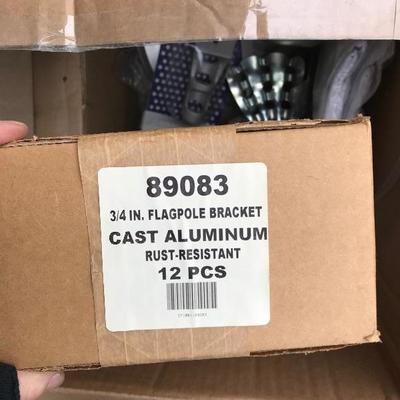 89083
3/4 IN. FLAGPOLE BRACKET
CAST ALUMINUM
RUST-RESISTANT
12 PCS